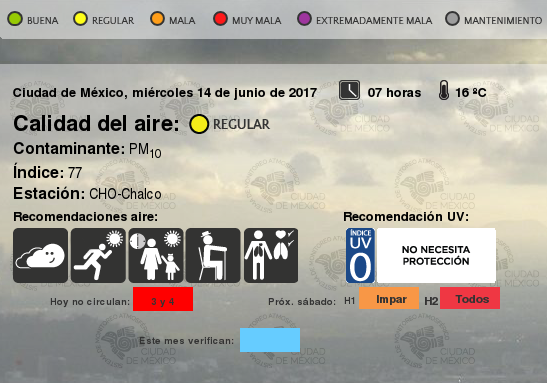 BUENA REGULAR MALA MUY MALA EXTREMADAMENTE MALA MANTENIMIENTO
Ciudad de México, miércoles 14 de junio de 2017 07 horas 16 ºC
Calidad del aire: REGULAR
Contaminante: PM10
Índice: 77
Estación: CHO-Chalco
Recomendaciones aire: Recomendación UV:
ÍNDICE
UV
0
NO NECESITA
PROTECCIÓN
Hoy no circulan: 3 y 4 Próx. sábado: H1 Impar H2 Todos
Este mes verifican:
CIUDAD
DE MÉXICO